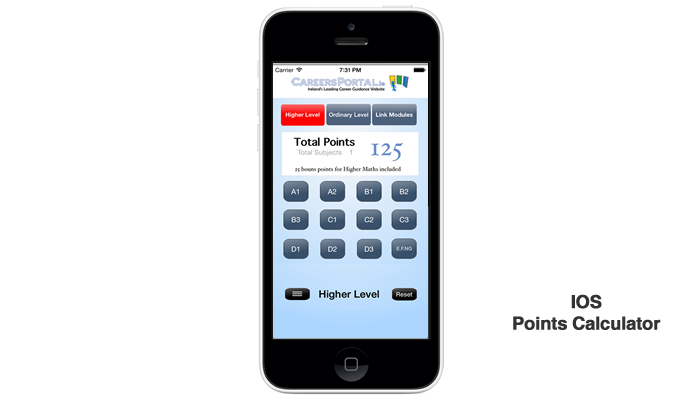 Carrier 7:31 PM
CAREERSPORTAL.ie
Ireland's Leading Career Guidance Website
Higher Level Ordinary Level Link Modules
Total Points
Total Subjects 1
125
25 bouns points for Higher Maths included
A1 A2 B1 B2
B3 C1 C2 C3
D1 D2 D3 E,F,NG
Higher Level Reset
IOS
Points Calculator